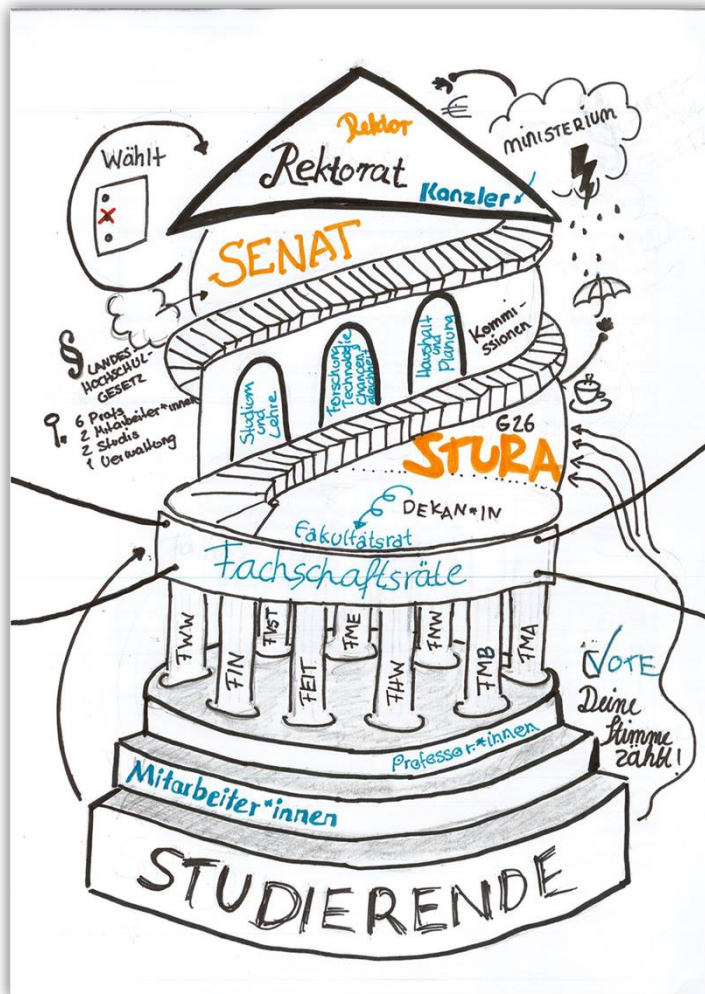 Rektor
Rektorat
Kanzler
€
MINISTERIUM
Wählt
SENAT
§ LANDES
HOCHSCHUL-
GESETZ
6 Profs
2 Mitarbeiter*innen
2 Studis
1 Verwaltung
Studium
und
Lehre
Forschung
Technologie
Chancen
gleichheit
Haushalt
und
Planung
Kommi-
ssionen
G26
STURA
DEKAN*IN
Fakultätsrat
Fachschaftsräte
FWW
FIN
FVST
FEIT
FME
FHW
FNW
FMB
FMA
VOTE
Deine
Stimme
zählt!
Professor*innen
Mitarbeiter*innen
STUDIERENDE